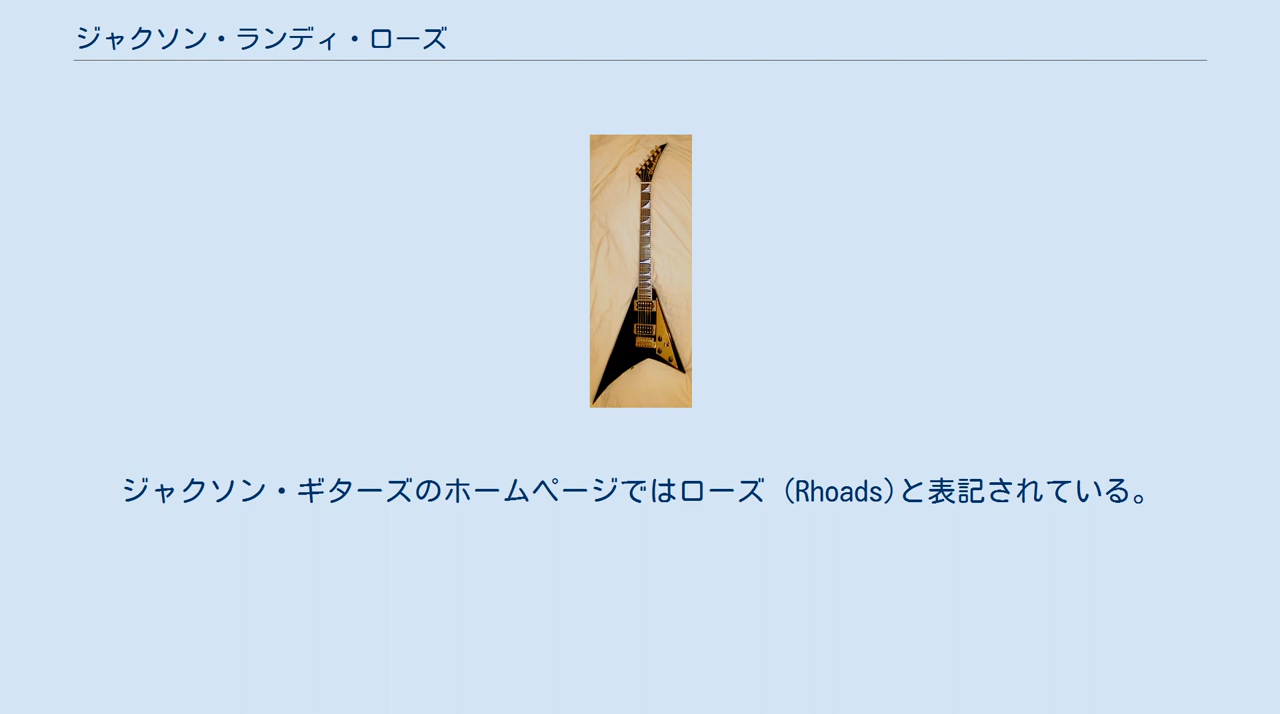 ジャクソン・ランディ・ローズ
ジャクソン・ギターズのホームページではローズ (Rhoads)と表記されている。